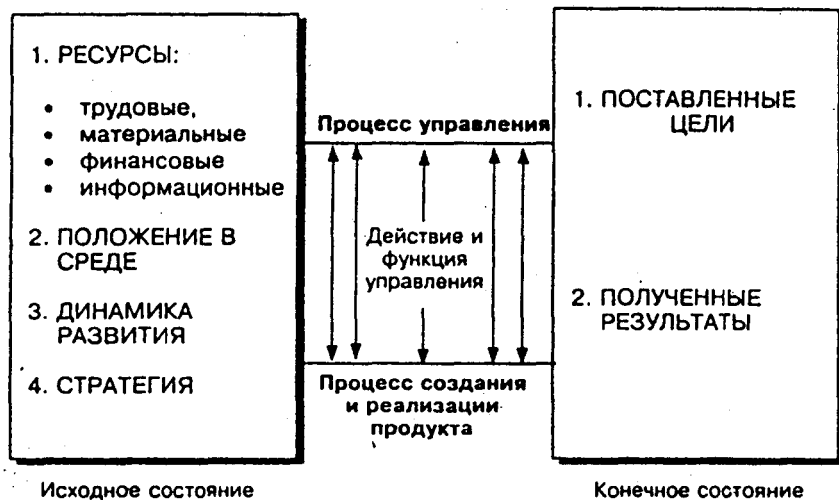 1. РЕСУРСЫ:
• трудовые,
• материальные
• финансовые
• информационные
2. ПОЛОЖЕНИЕ В
СРЕДЕ
3. ДИНАМИКА
РАЗВИТИЯ
4. СТРАТЕГИЯ
Исходное состояние
Процесс управления
Действие и
функция
управления
Процесс создания
и реализации
продукта
1. ПОСТАВЛЕННЫЕ
ЦЕЛИ
2. ПОЛУЧЕННЫЕ
РЕЗУЛЬТАТЫ
Конечное состояние